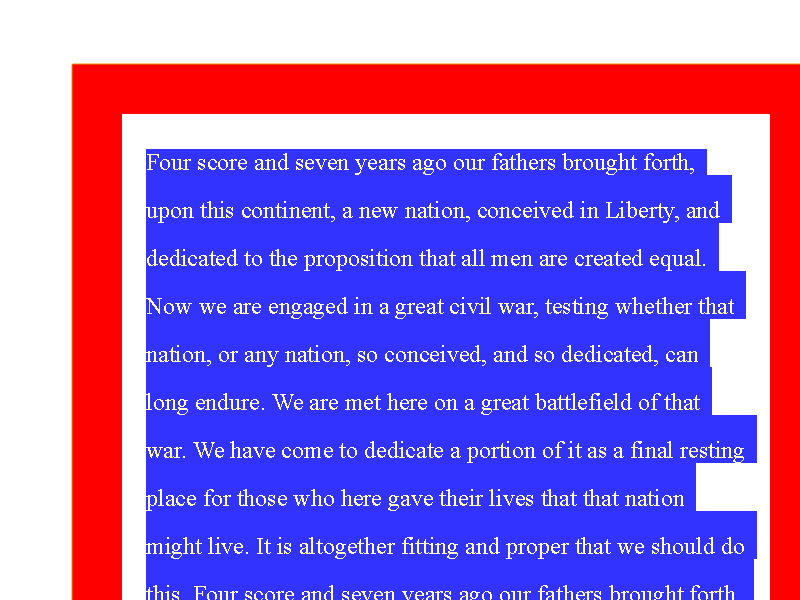 Four score and seven years ago our fathers brought forth,
upon this continent, a new nation, conceived in Liberty, and
dedicated to the proposition that all men are created equal.
Now we are engaged in a great civil war, testing whether that
nation, or any nation, so conceived, and so dedicated, can
long endure. We are met here on a great battlefield of that
war. We have come to dedicate a portion of it as a final resting
place for those who here gave their lives that that nation
might live. It is altogether fitting and proper that we should do
this. Four score and seven years ago our fathers brought forth,